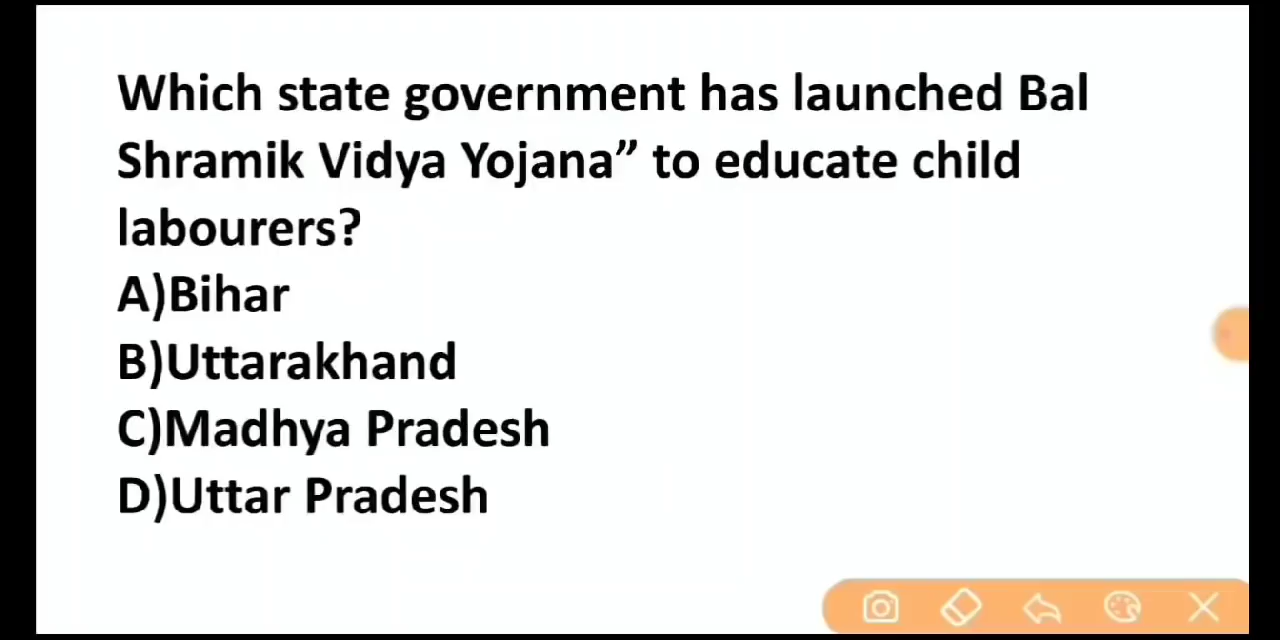 Which state government has launched Bal
Shramik Vidya Yojana” to educate child
labourers?
A)Bihar
B)Uttarakhand
C)Madhya Pradesh
D)Uttar Pradesh